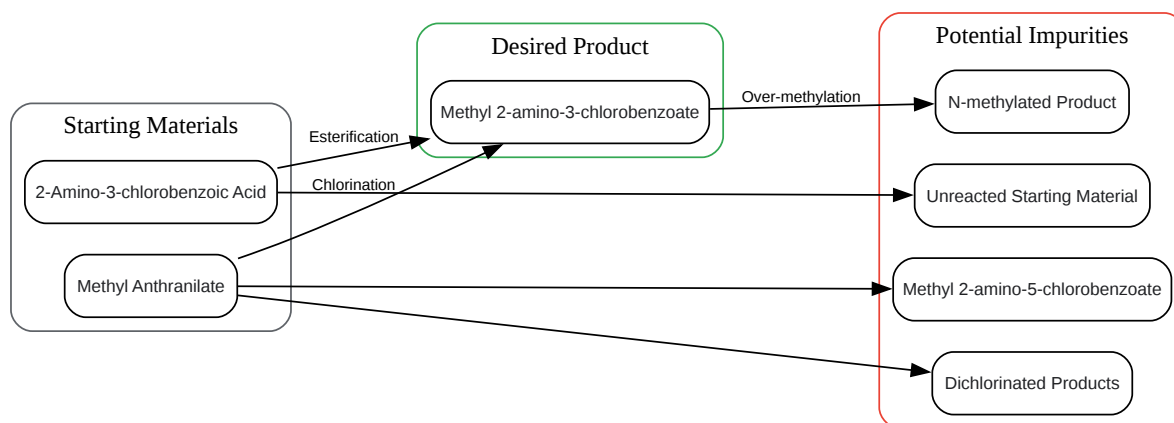 Starting Materials
2-Amino-3-chlorobenzoic Acid
Methyl Anthranilate
Esterification
Chlorination
Desired Product
Methyl 2-amino-3-chlorobenzoate
Over-methylation
Potential Impurities
N-methylated Product
Unreacted Starting Material
Methyl 2-amino-5-chlorobenzoate
Dichlorinated Products